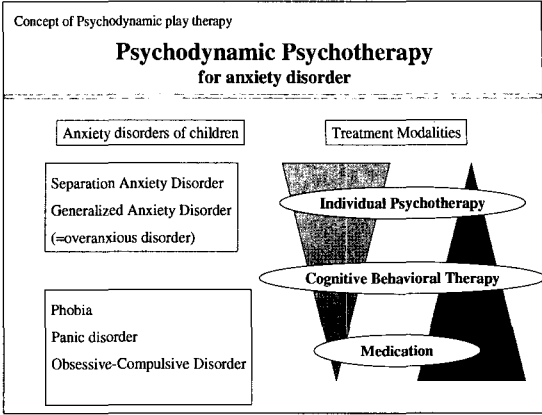 Concept of Psychodynamic play therapy
Psychodynamic Psychotherapy
for anxiety disorder
Anxiety disorders of children
Treatment Modalities
Separation Anxiety Disorder
Generalized Anxiety Disorder
(=overanxious disorder)
Individual Psychotherapy
Cognitive Behavioral Therapy
Phobia
Panic disorder
Obsessive-Compulsive Disorder
Medication